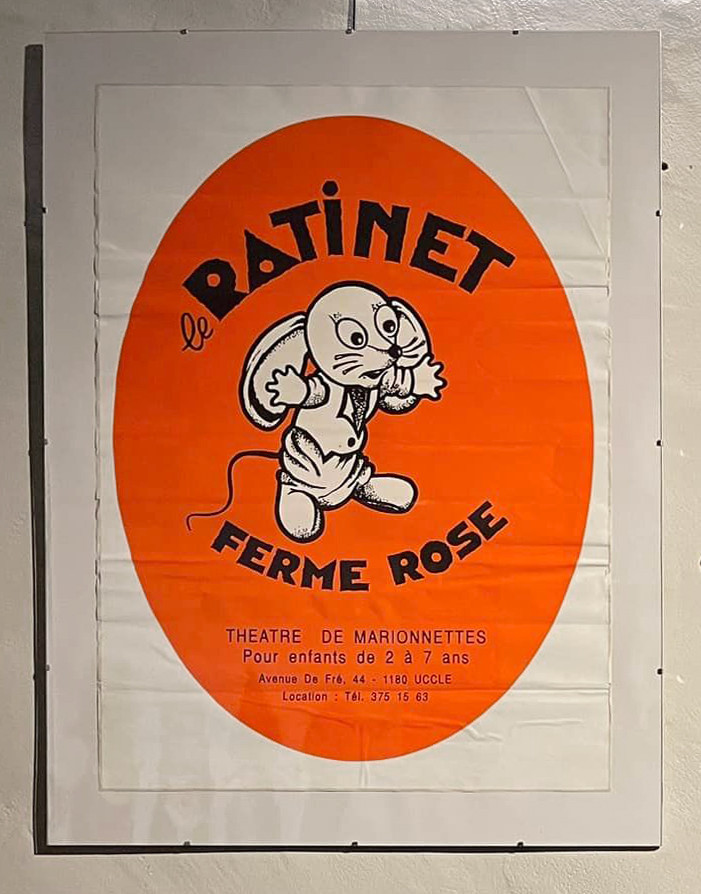 le RATiNET
FERME ROSE
THEATRE DE MARIONNETTES
Pour enfants de 2 à 7 ans
Avenue De Fré, 44 - 1180 UCCLE
Location : Tél. 375 15 63